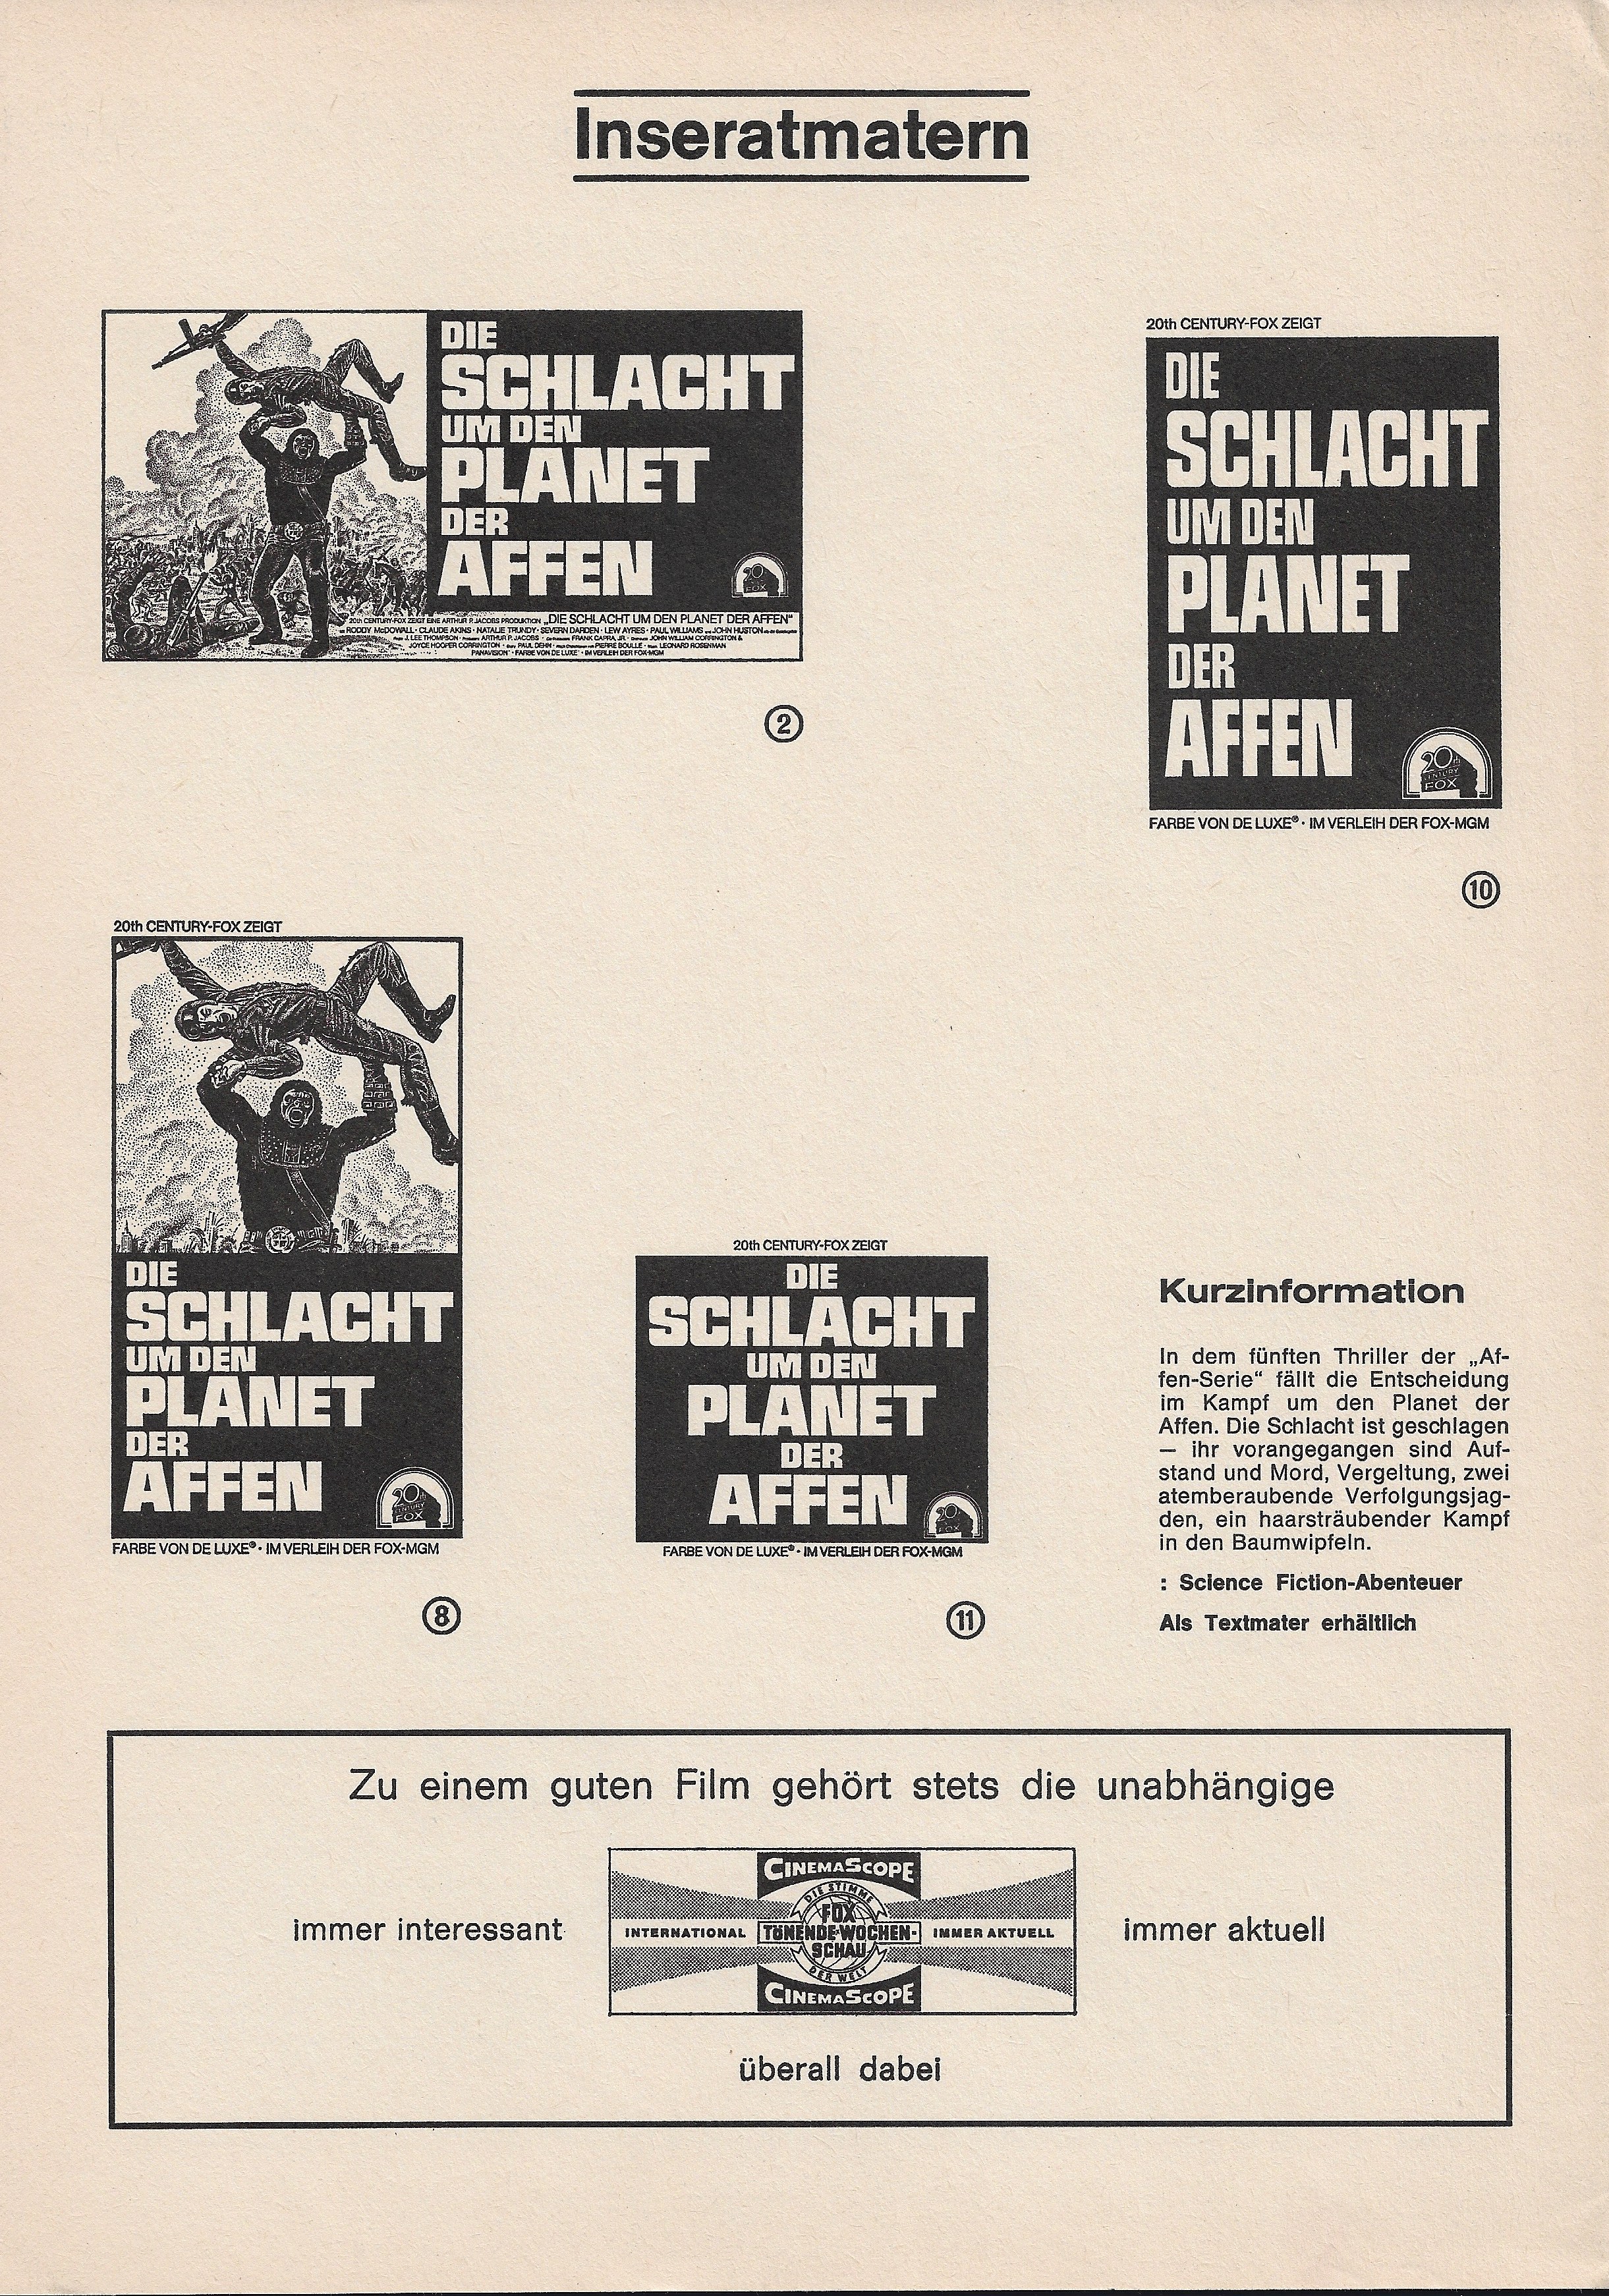 Inseratmatern
DIE
SCHLACHT
UM DEN
PLANET
DER
AFFEN
20th CENTURY-FOX ZEIGT EINE ARTHUR P. JACOBS PRODUKTION „DIE SCHLACHT UM DEN PLANET DER AFFEN“
RODDY McDOWALL · CLAUDE AKINS · NATALIE TRUNDY · SEVERN DARDEN · LEW AYRES · PAUL WILLIAMS und JOHN HUSTON
J. LEE THOMPSON · ARTHUR P. JACOBS · FRANK CAPRA, JR. · JOHN WILLIAM CORRINGTON &
JOYCE HOOPER CORRINGTON · PAUL DEHN · PIERRE BOULLE · LEONARD ROSENMAN
PANAVISION® · FARBE VON DE LUXE® · IM VERLEIH DER FOX-MGM
2
20th CENTURY-FOX ZEIGT
DIE
SCHLACHT
UM DEN
PLANET
DER
AFFEN
20th
CENTURY
FOX
FARBE VON DE LUXE® · IM VERLEIH DER FOX-MGM
10
20th CENTURY-FOX ZEIGT
DIE
SCHLACHT
UM DEN
PLANET
DER
AFFEN
20th
CENTURY
FOX
FARBE VON DE LUXE® · IM VERLEIH DER FOX-MGM
8
20th CENTURY-FOX ZEIGT
DIE
SCHLACHT
UM DEN
PLANET
DER
AFFEN
20th
FOX
FARBE VON DE LUXE® · IM VERLEIH DER FOX-MGM
11
Kurzinformation
In dem fünften Thriller der „Af-
fen-Serie“ fällt die Entscheidung
im Kampf um den Planet der
Affen. Die Schlacht ist geschlagen
— ihr vorangegangen sind Auf-
stand und Mord, Vergeltung, zwei
atemberaubende Verfolgungsjag-
den, ein haarsträubender Kampf
in den Baumwipfeln.
: Science Fiction-Abenteuer
Als Textmater erhältlich
Zu einem guten Film gehört stets die unabhängige
immer interessant
CINEMASCOPE
DIE STIMME
FOX
INTERNATIONAL TÖNENDE-WOCHEN- IMMER AKTUELL
SCHAU
DER WELT
CINEMASCOPE
immer aktuell
überall dabei